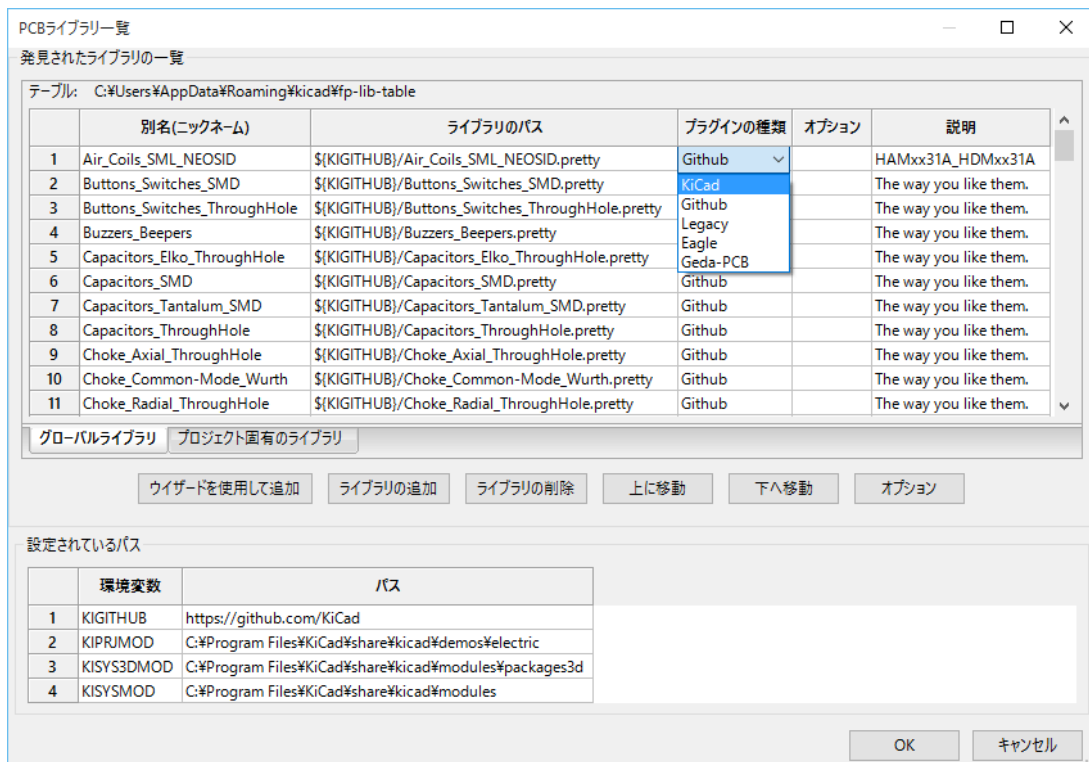 PCBライブラリ一覧
発見されたライブラリの一覧
テーブル: C:¥Users¥AppData¥Roaming¥kicad¥fp-lib-table
別名(ニックネーム) ライブラリのパス プラグインの種類 オプション 説明
1 Air_Coils_SML_NEOSID ${KIGITHUB}/Air_Coils_SML_NEOSID.pretty Github HAMxx31A_HDMxx31A
2 Buttons_Switches_SMD ${KIGITHUB}/Buttons_Switches_SMD.pretty KiCad The way you like them.
3 Buttons_Switches_ThroughHole ${KIGITHUB}/Buttons_Switches_ThroughHole.pretty Github The way you like them.
4 Buzzers_Beepers ${KIGITHUB}/Buzzers_Beepers.pretty Legacy The way you like them.
5 Capacitors_Elko_ThroughHole ${KIGITHUB}/Capacitors_Elko_ThroughHole.pretty Eagle The way you like them.
Geda-PCB
6 Capacitors_SMD ${KIGITHUB}/Capacitors_SMD.pretty Github The way you like them.
7 Capacitors_Tantalum_SMD ${KIGITHUB}/Capacitors_Tantalum_SMD.pretty Github The way you like them.
8 Capacitors_ThroughHole ${KIGITHUB}/Capacitors_ThroughHole.pretty Github The way you like them.
9 Choke_Axial_ThroughHole ${KIGITHUB}/Choke_Axial_ThroughHole.pretty Github The way you like them.
10 Choke_Common-Mode_Wurth ${KIGITHUB}/Choke_Common-Mode_Wurth.pretty Github The way you like them.
11 Choke_Radial_ThroughHole ${KIGITHUB}/Choke_Radial_ThroughHole.pretty Github The way you like them.
グローバルライブラリ プロジェクト固有のライブラリ
ウイザードを使用して追加 ライブラリの追加 ライブラリの削除 上に移動 下へ移動 オプション
設定されているパス
環境変数 パス
1 KIGITHUB https://github.com/KiCad
2 KIPRJMOD C:¥Program Files¥KiCad¥share¥kicad¥demos¥electric
3 KISYS3DMOD C:¥Program Files¥KiCad¥share¥kicad¥modules¥packages3d
4 KISYSMOD C:¥Program Files¥KiCad¥share¥kicad¥modules
OK キャンセル